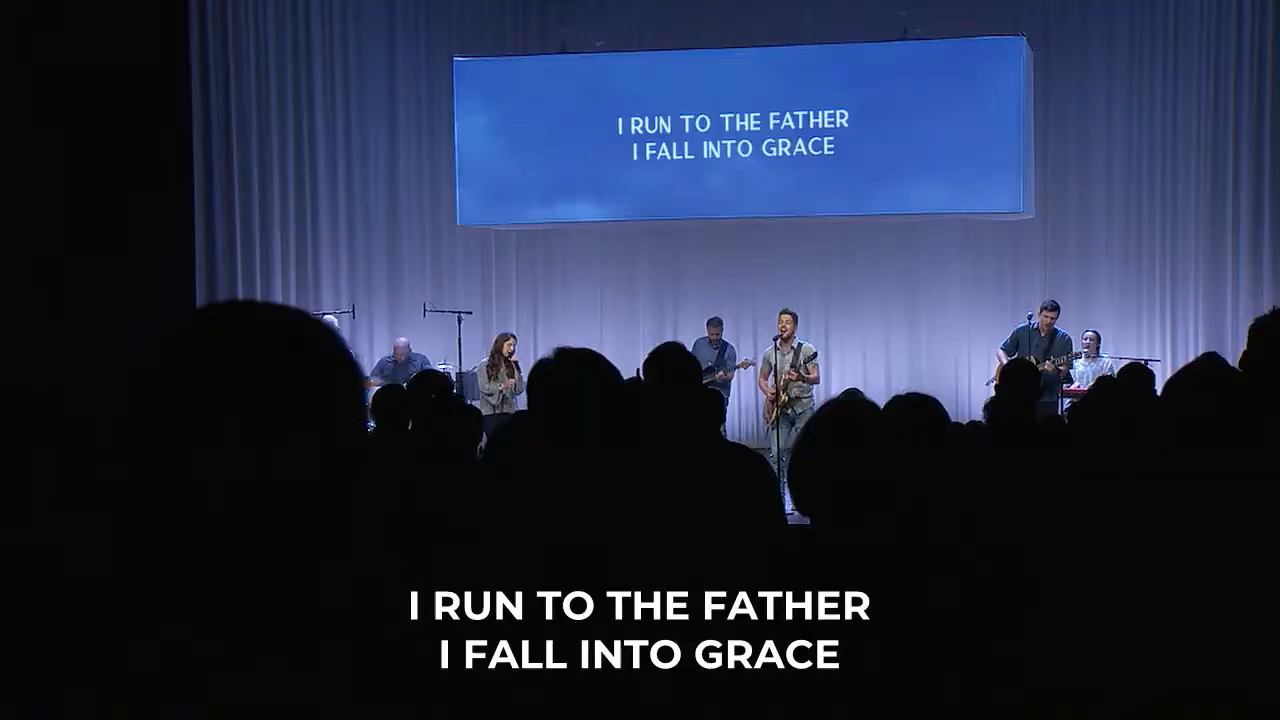 I RUN TO THE FATHER
I FALL INTO GRACE
I RUN TO THE FATHER
I FALL INTO GRACE